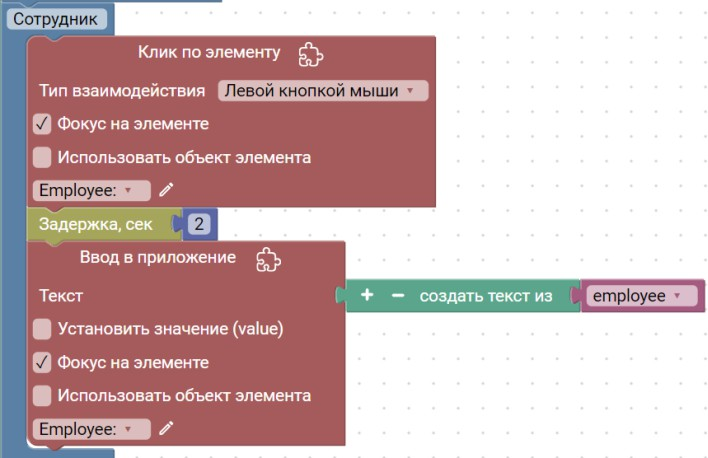 Сотрудник
Клик по элементу
Тип взаимодействия Левой кнопкой мыши
Фокус на элементе
Использовать объект элемента
Employee:
Задержка, сек 2
Ввод в приложение
Текст + − создать текст из employee
Установить значение (value)
Фокус на элементе
Использовать объект элемента
Employee: